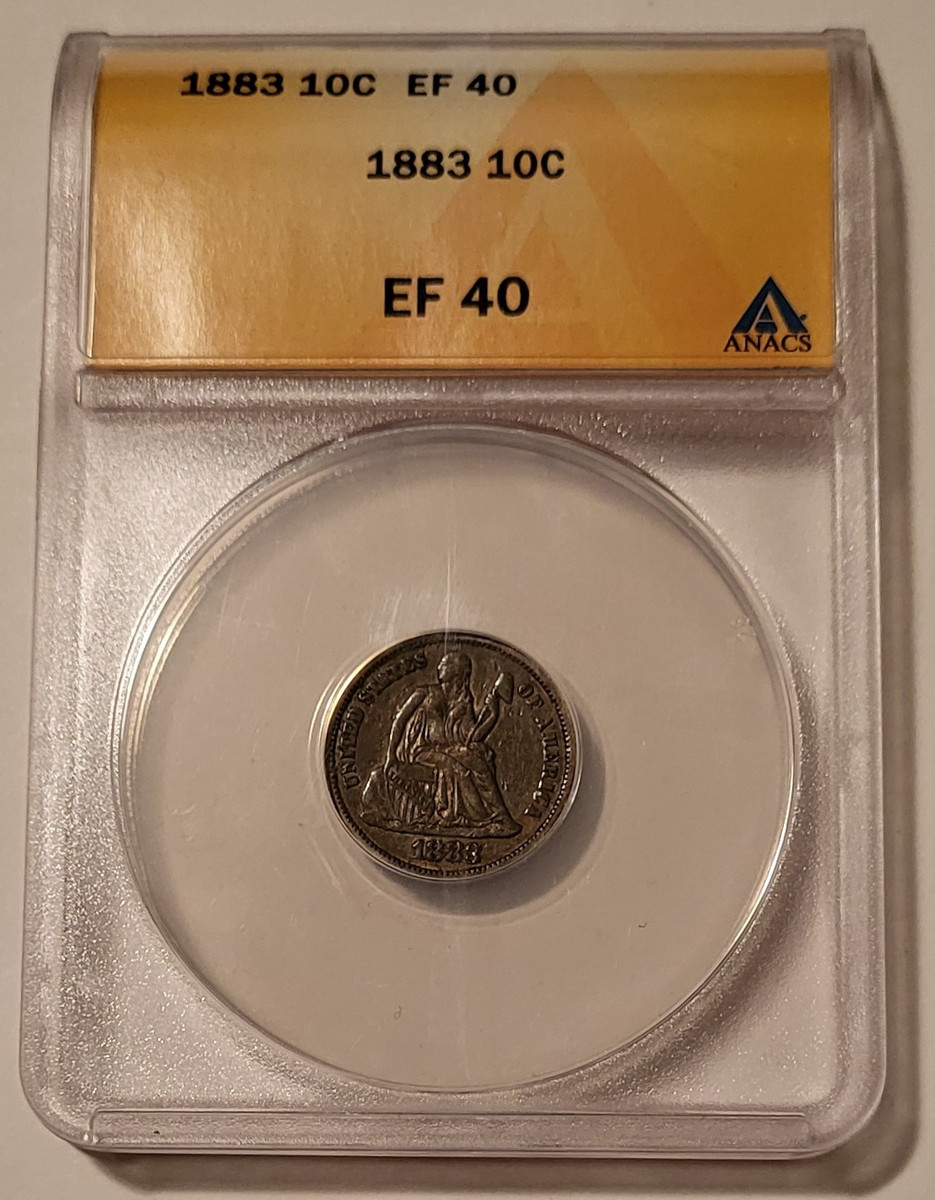 1883 10C EF 40
1883 10C
EF 40
ANACS
UNITED STATES OF AMERICA
1883